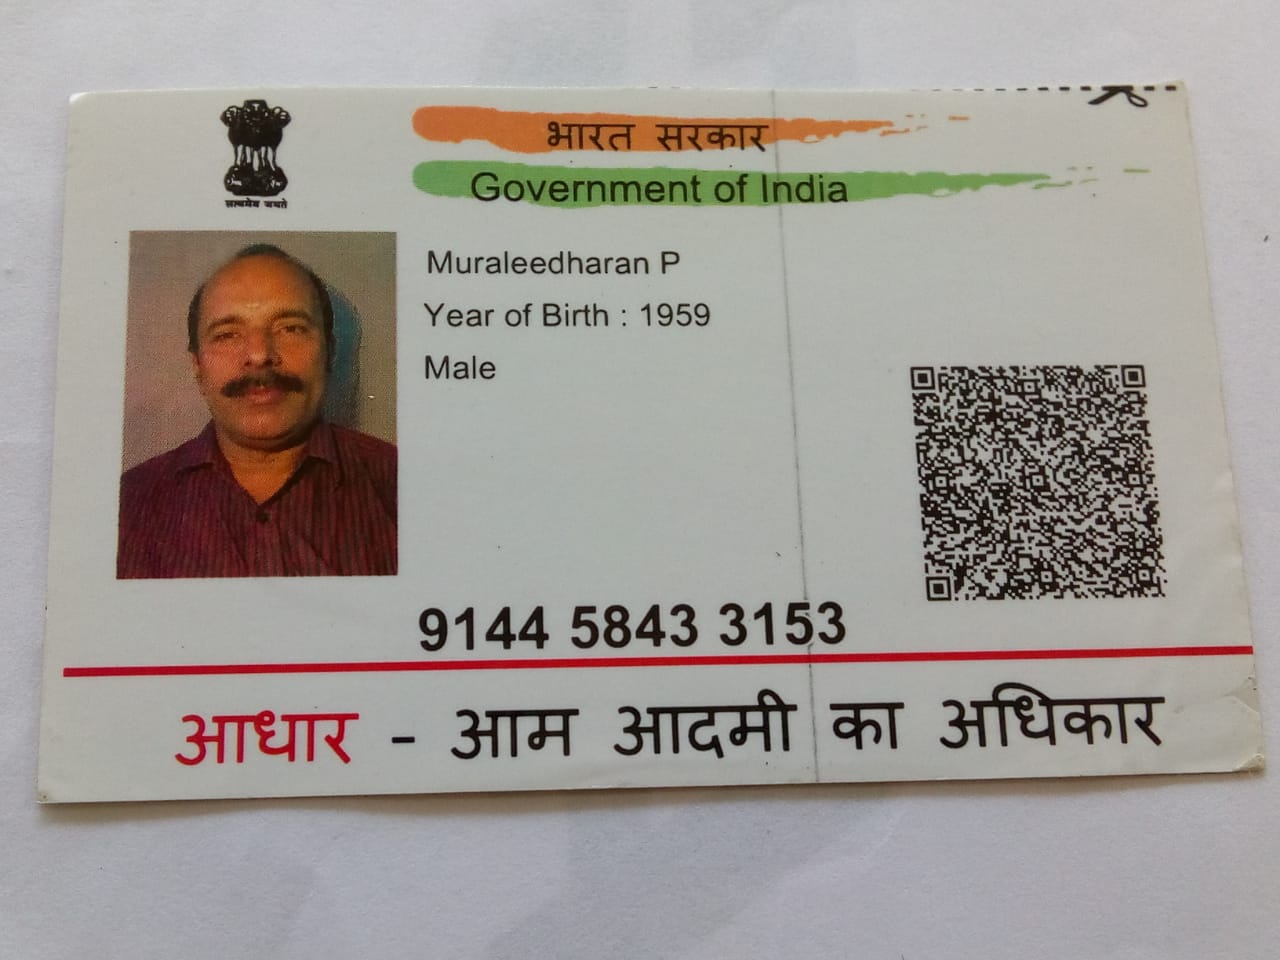 भारत सरकार
Government of India
सत्यमेव जयते
Muraleedharan P
Year of Birth : 1959
Male
9144 5843 3153
आधार - आम आदमी का अधिकार